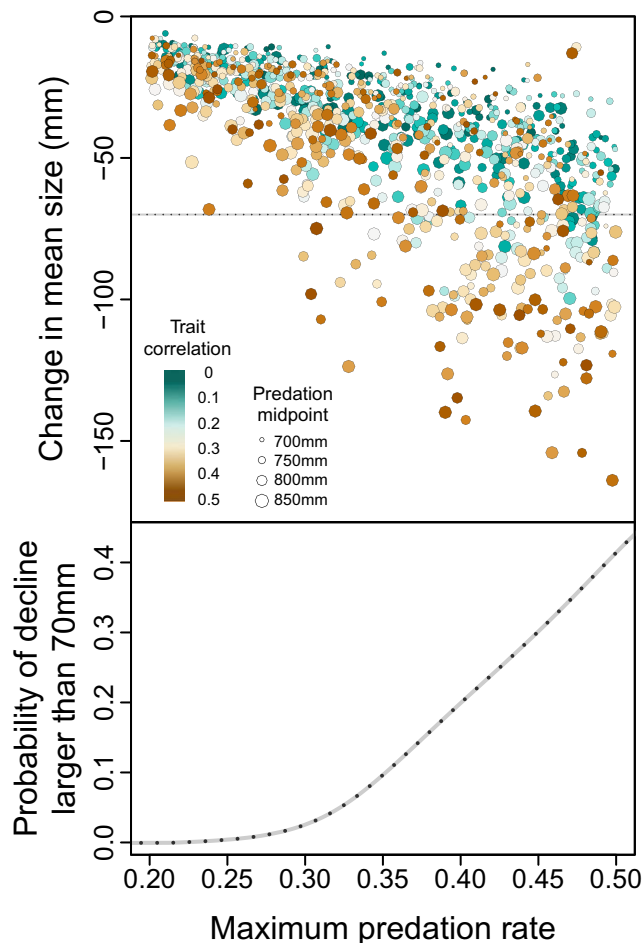 Change in mean size (mm)
0
−50
−100
−150
Trait
correlation
0
0.1
0.2
0.3
0.4
0.5
Predation
midpoint
700mm
750mm
800mm
850mm
Probability of decline
larger than 70mm
0.4
0.3
0.2
0.1
0.0
0.20
0.25
0.30
0.35
0.40
0.45
0.50
Maximum predation rate